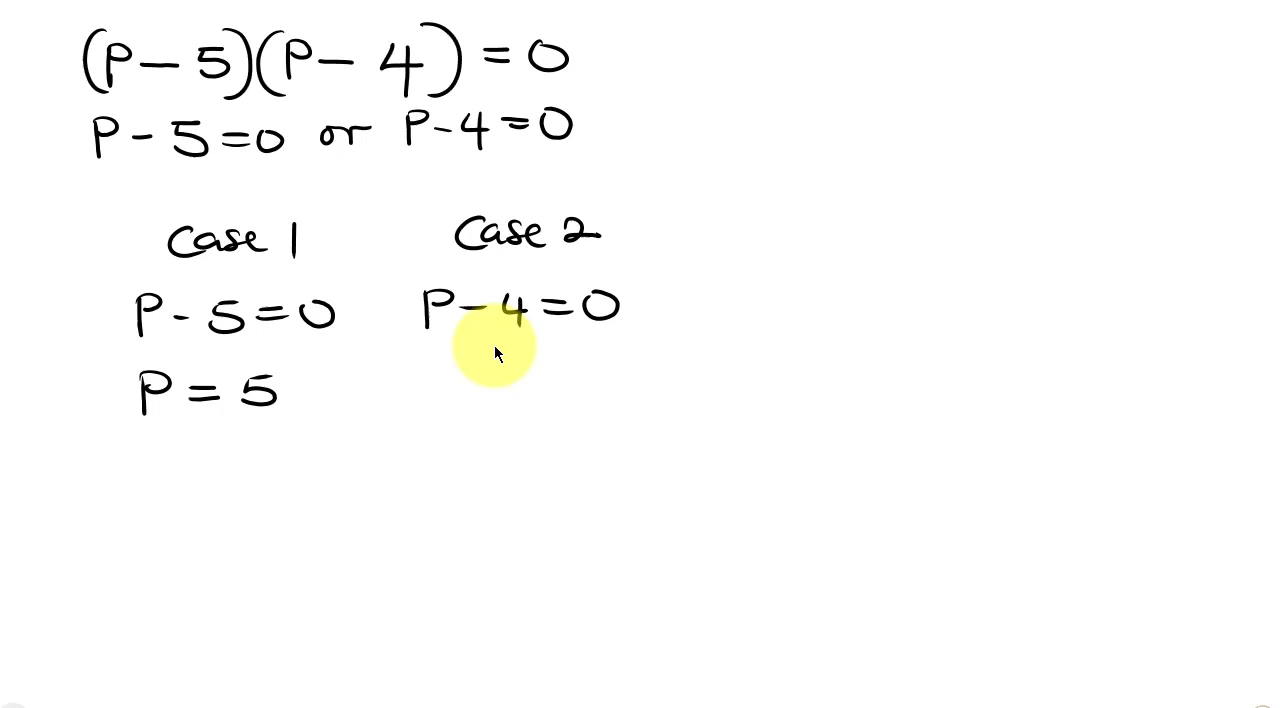 (P - 5)(P - 4) = 0
P - 5 = 0 or P - 4 = 0
Case 1 Case 2
P - 5 = 0 P - 4 = 0
P = 5